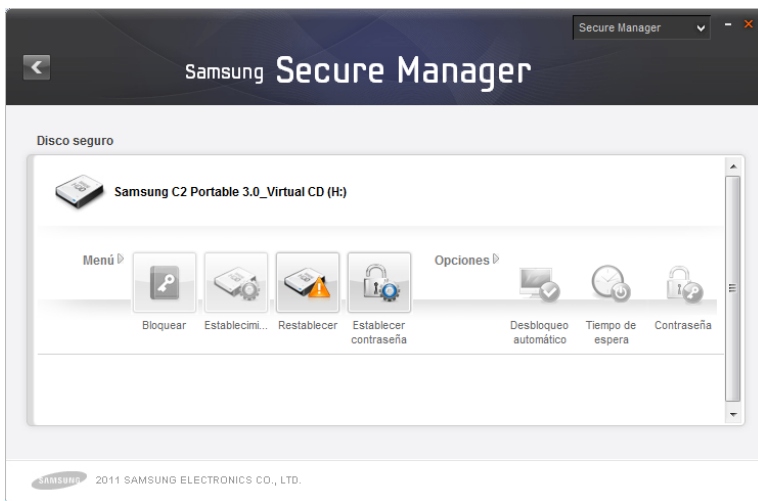 Secure Manager
Samsung Secure Manager
Disco seguro
Samsung C2 Portable 3.0_Virtual CD (H:)
Menú
Opciones
Bloquear
Establecimi...
Restablecer
Establecer
contraseña
Desbloqueo
automático
Tiempo de
espera
Contraseña
SAMSUNG 2011 SAMSUNG ELECTRONICS CO., LTD.